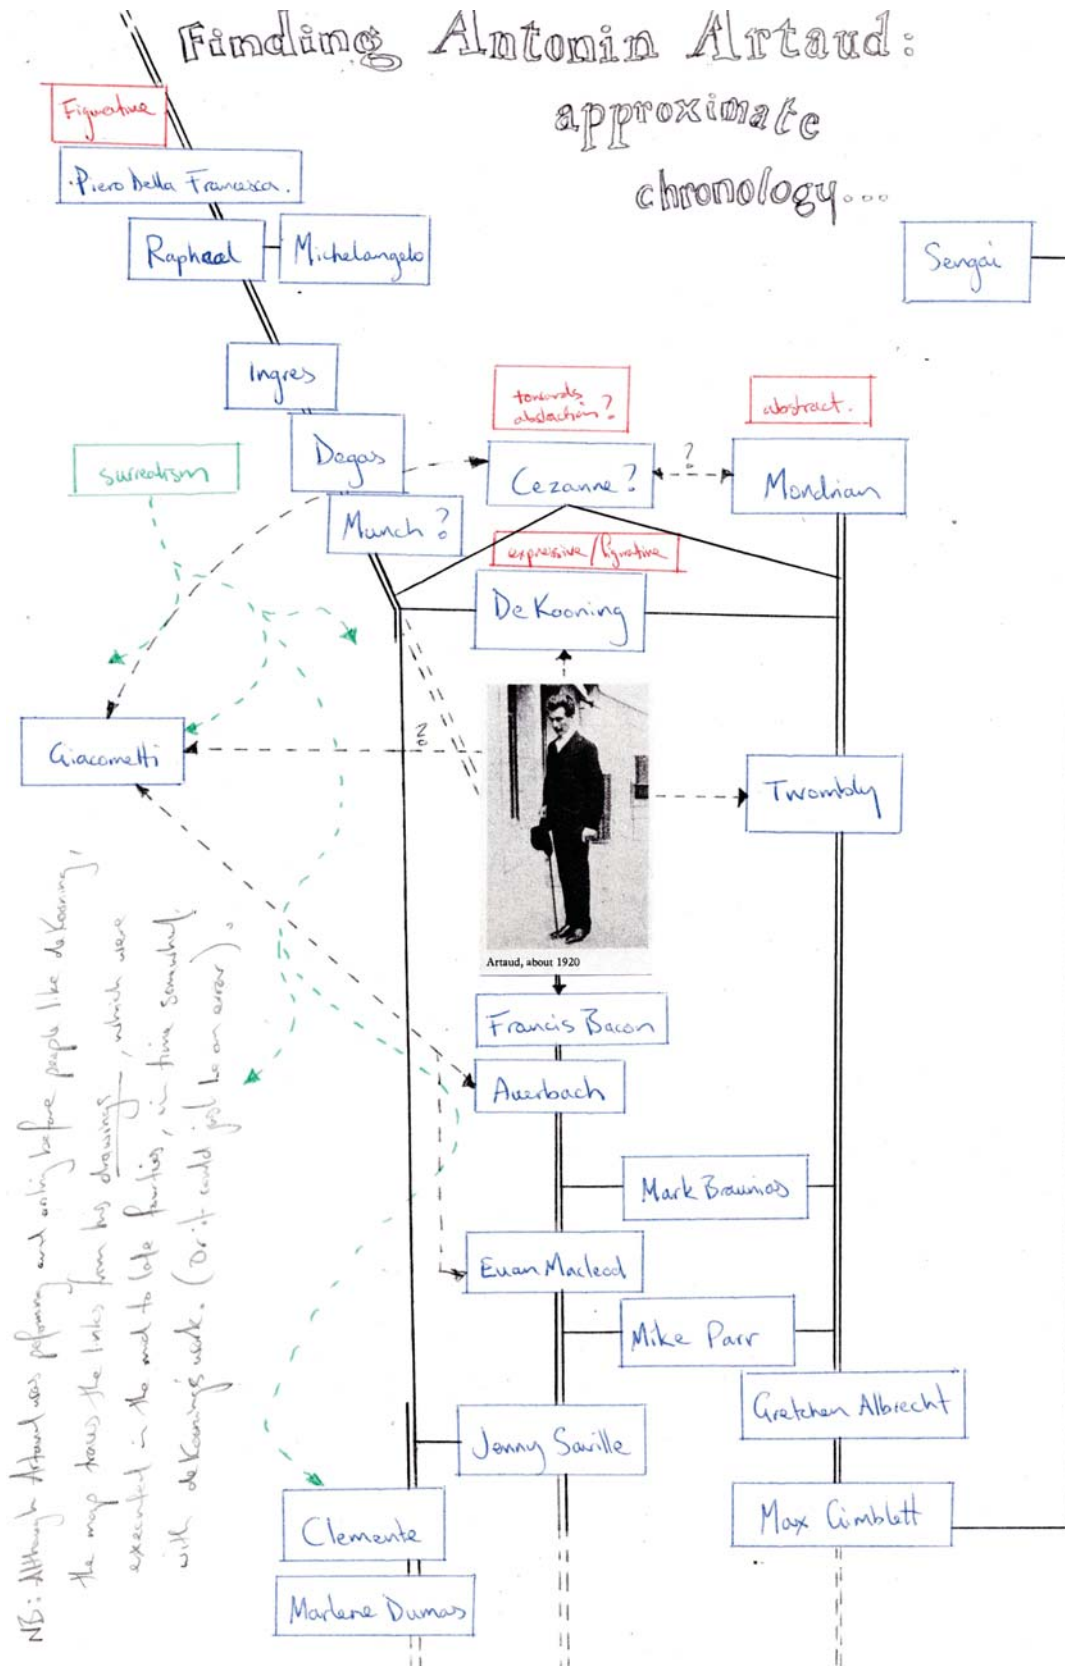 Finding Antonin Artaud:
approximate
chronology...
Figurative
Piero Della Francesca.
Raphael
Michelangelo
Sengai
Ingres
towards
abstaction?
abstract.
Degas
surrealism
Cezanne?
?
Mondrian
Munch?
expressive/figurative
De Kooning
Giacometti
?
Twombly
Artaud, about 1920
Francis Bacon
Auerbach
Mark Braunias
Euan Macleod
Mike Parr
Gretchen Albrecht
Jenny Saville
Max Gimblett
Clemente
Marlene Dumas
NB: Although Artaud was performing and writing before people like de Kooning,
the map traces the links from his drawings, which were
executed in the mid to late forties, in time somewhat
with de Kooning's work. (Or it could just be an error).